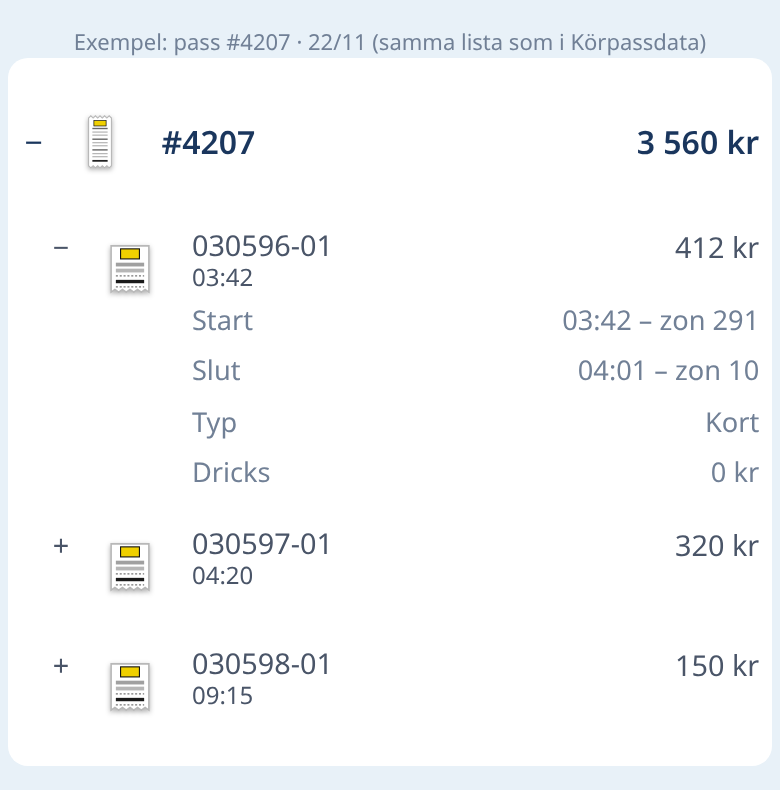 Exempel: pass #4207 · 22/11 (samma lista som i Körpassdata)
− #4207 3 560 kr
− 030596-01 412 kr
03:42
Start 03:42 – zon 291
Slut 04:01 – zon 10
Typ Kort
Dricks 0 kr
+ 030597-01 320 kr
04:20
+ 030598-01 150 kr
09:15